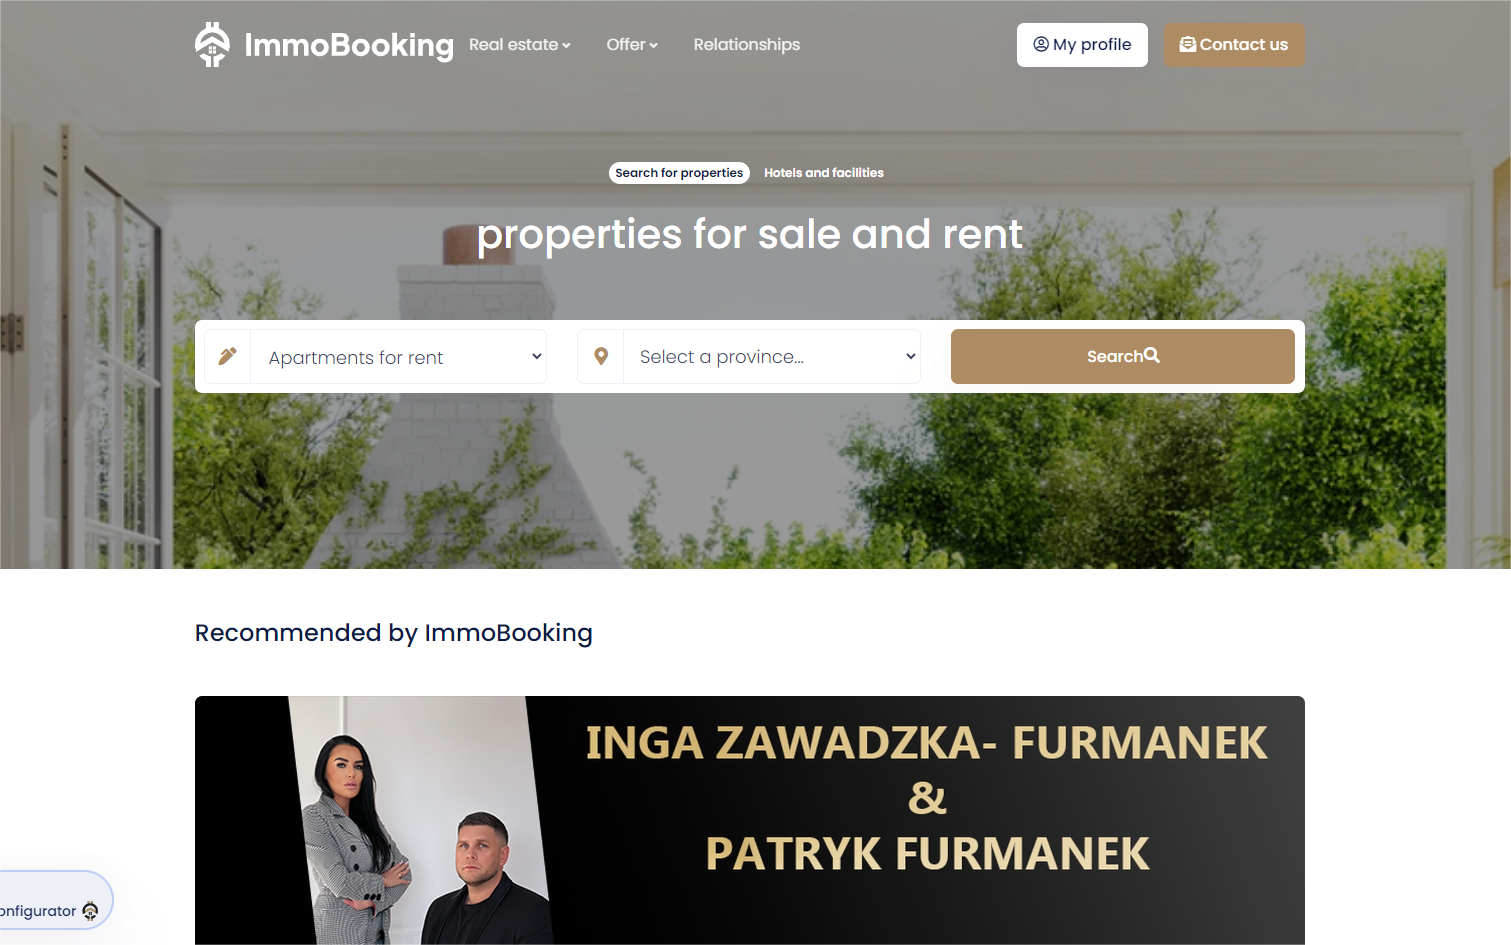 ImmoBooking
Real estate
Offer
Relationships
My profile
Contact us
Search for properties
Hotels and facilities
properties for sale and rent
Apartments for rent
Select a province...
Search
Recommended by ImmoBooking
INGA ZAWADZKA- FURMANEK
&
PATRYK FURMANEK
onfigurator